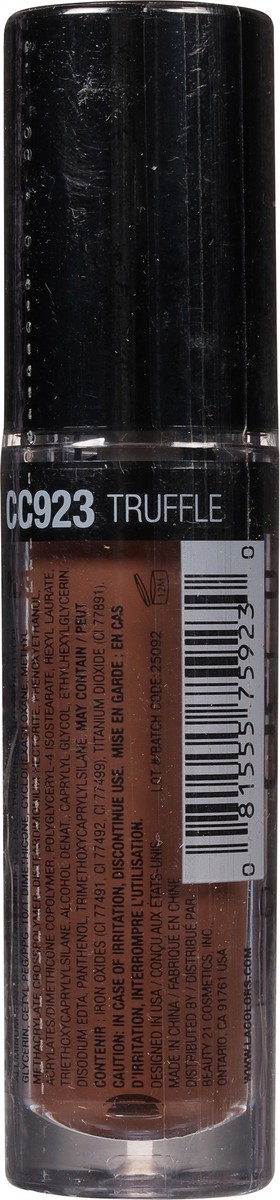 CC923 TRUFFLE
12M
GLYCERIN, CETYL PEG/PPG-10/1 DIMETHICONE,
METHACRYLATE CROSSPOLYMER,
ACRYLATES/DIMETHICONE COPOLYMER, POLYGLYCERYL-4 ISOSTEARATE, HEXYL LAURATE,
TRIETHOXYCAPRYLYLSILANE, ALCOHOL DENAT., CAPRYLYL GLYCOL, ETHYLHEXYLGLYCERIN
DISODIUM EDTA, PANTHENOL, TRIMETHOXYCAPRYLYLSILANE. MAY CONTAIN / PEUT
CONTENIR : IRON OXIDES (CI 77491, CI 77492, CI 77499), TITANIUM DIOXIDE (CI 77891).
CAUTION: IN CASE OF IRRITATION, DISCONTINUE USE. MISE EN GARDE : EN CAS
D'IRRITATION, INTERROMPRE L'UTILISATION.
DESIGNED IN USA / CONÇU AUX ÉTATS-UNIS
MADE IN CHINA / FABRIQUÉ EN CHINE
DISTRIBUTED BY / DISTRIBUÉ PAR :
BEAUTY 21 COSMETICS, INC.
ONTARIO, CA 91761 USA
WWW.LACOLORS.COM
LOT #/BATCH CODE 25092
0 81555 75923 0